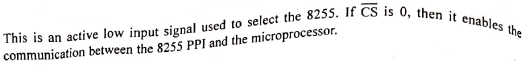 This is an active low input signal used to select the 8255. If C̅S̅ is 0, then it enables the
communication between the 8255 PPI and the microprocessor.